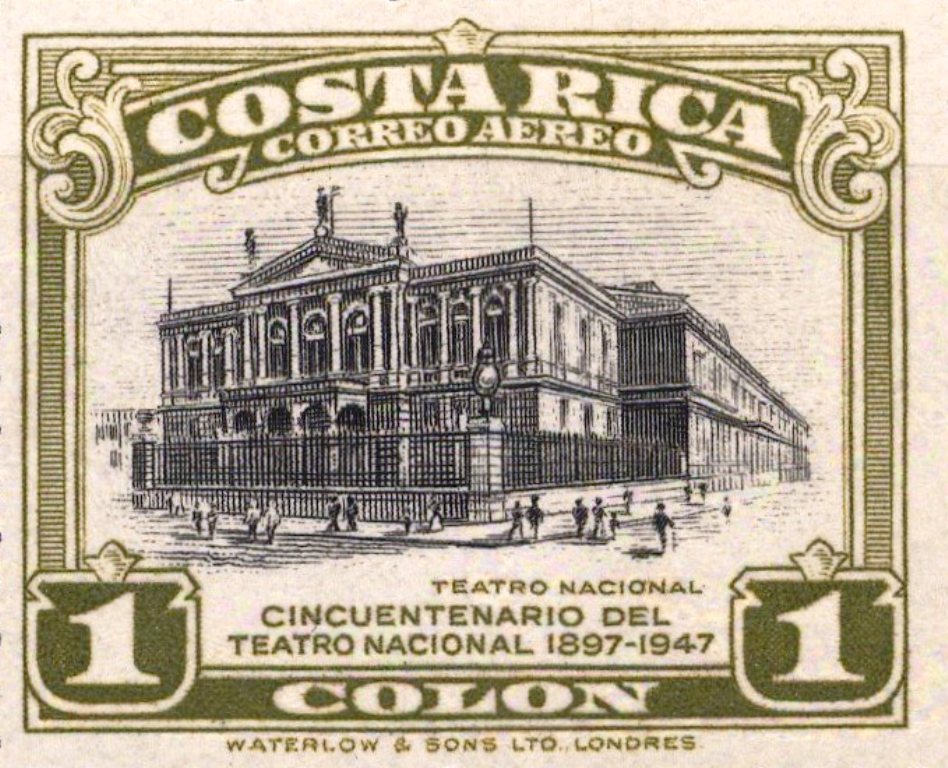 COSTA RICA
CORREO AEREO
TEATRO NACIONAL
CINCUENTENARIO DEL
TEATRO NACIONAL 1897-1947
1 1
COLON
WATERLOW & SONS LTD., LONDRES.